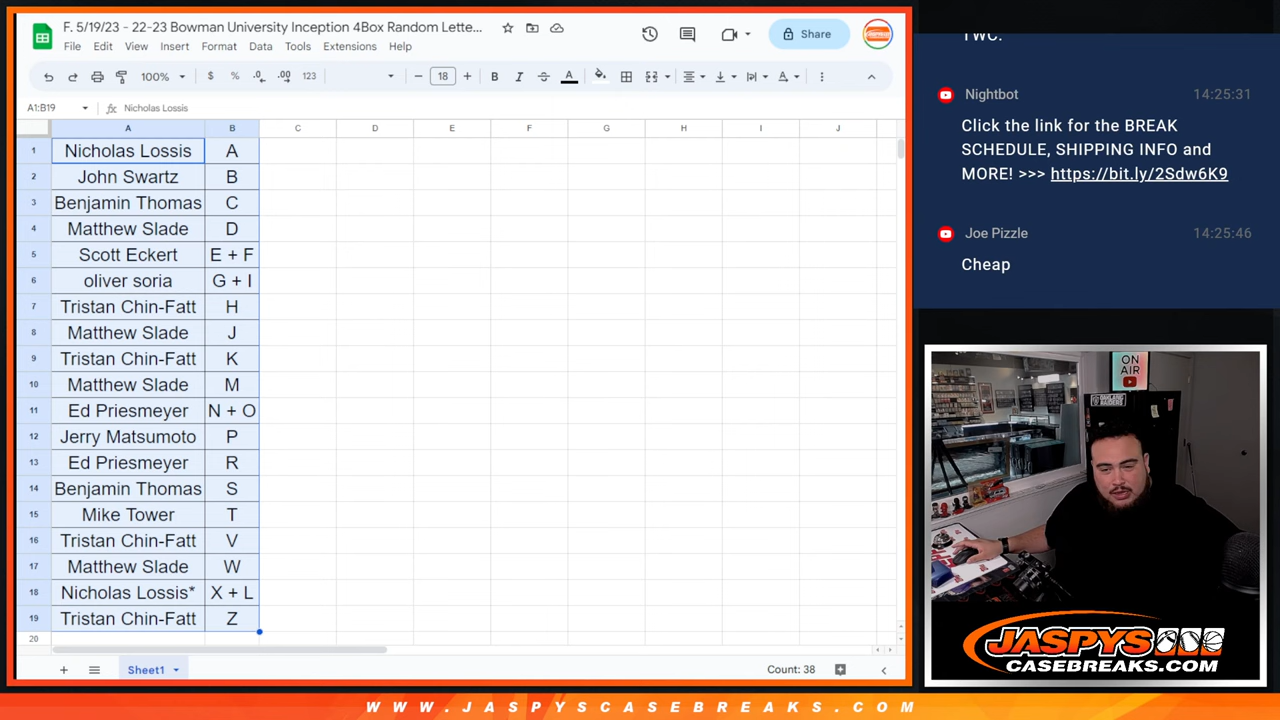 F. 5/19/23 - 22-23 Bowman University Inception 4Box Random Lette...
File Edit View Insert Format Data Tools Extensions Help
Share
100% $ % .0 .00 123 18 B I A
A1:B19 fx Nicholas Lossis
A B C D E F G H I J
1 Nicholas Lossis A
2 John Swartz B
3 Benjamin Thomas C
4 Matthew Slade D
5 Scott Eckert E + F
6 oliver soria G + I
7 Tristan Chin-Fatt H
8 Matthew Slade J
9 Tristan Chin-Fatt K
10 Matthew Slade M
11 Ed Priesmeyer N + O
12 Jerry Matsumoto P
13 Ed Priesmeyer R
14 Benjamin Thomas S
15 Mike Tower T
16 Tristan Chin-Fatt V
17 Matthew Slade W
18 Nicholas Lossis* X + L
19 Tristan Chin-Fatt Z
20
Sheet1
Count: 38
TWC.
Nightbot 14:25:31
Click the link for the BREAK
SCHEDULE, SHIPPING INFO and
MORE! >>> https://bit.ly/2Sdw6K9
Joe Pizzle 14:25:46
Cheap
ON
AIR
JASPYS
CASEBREAKS.COM
WWW.JASPYSCASEBREAKS.COM